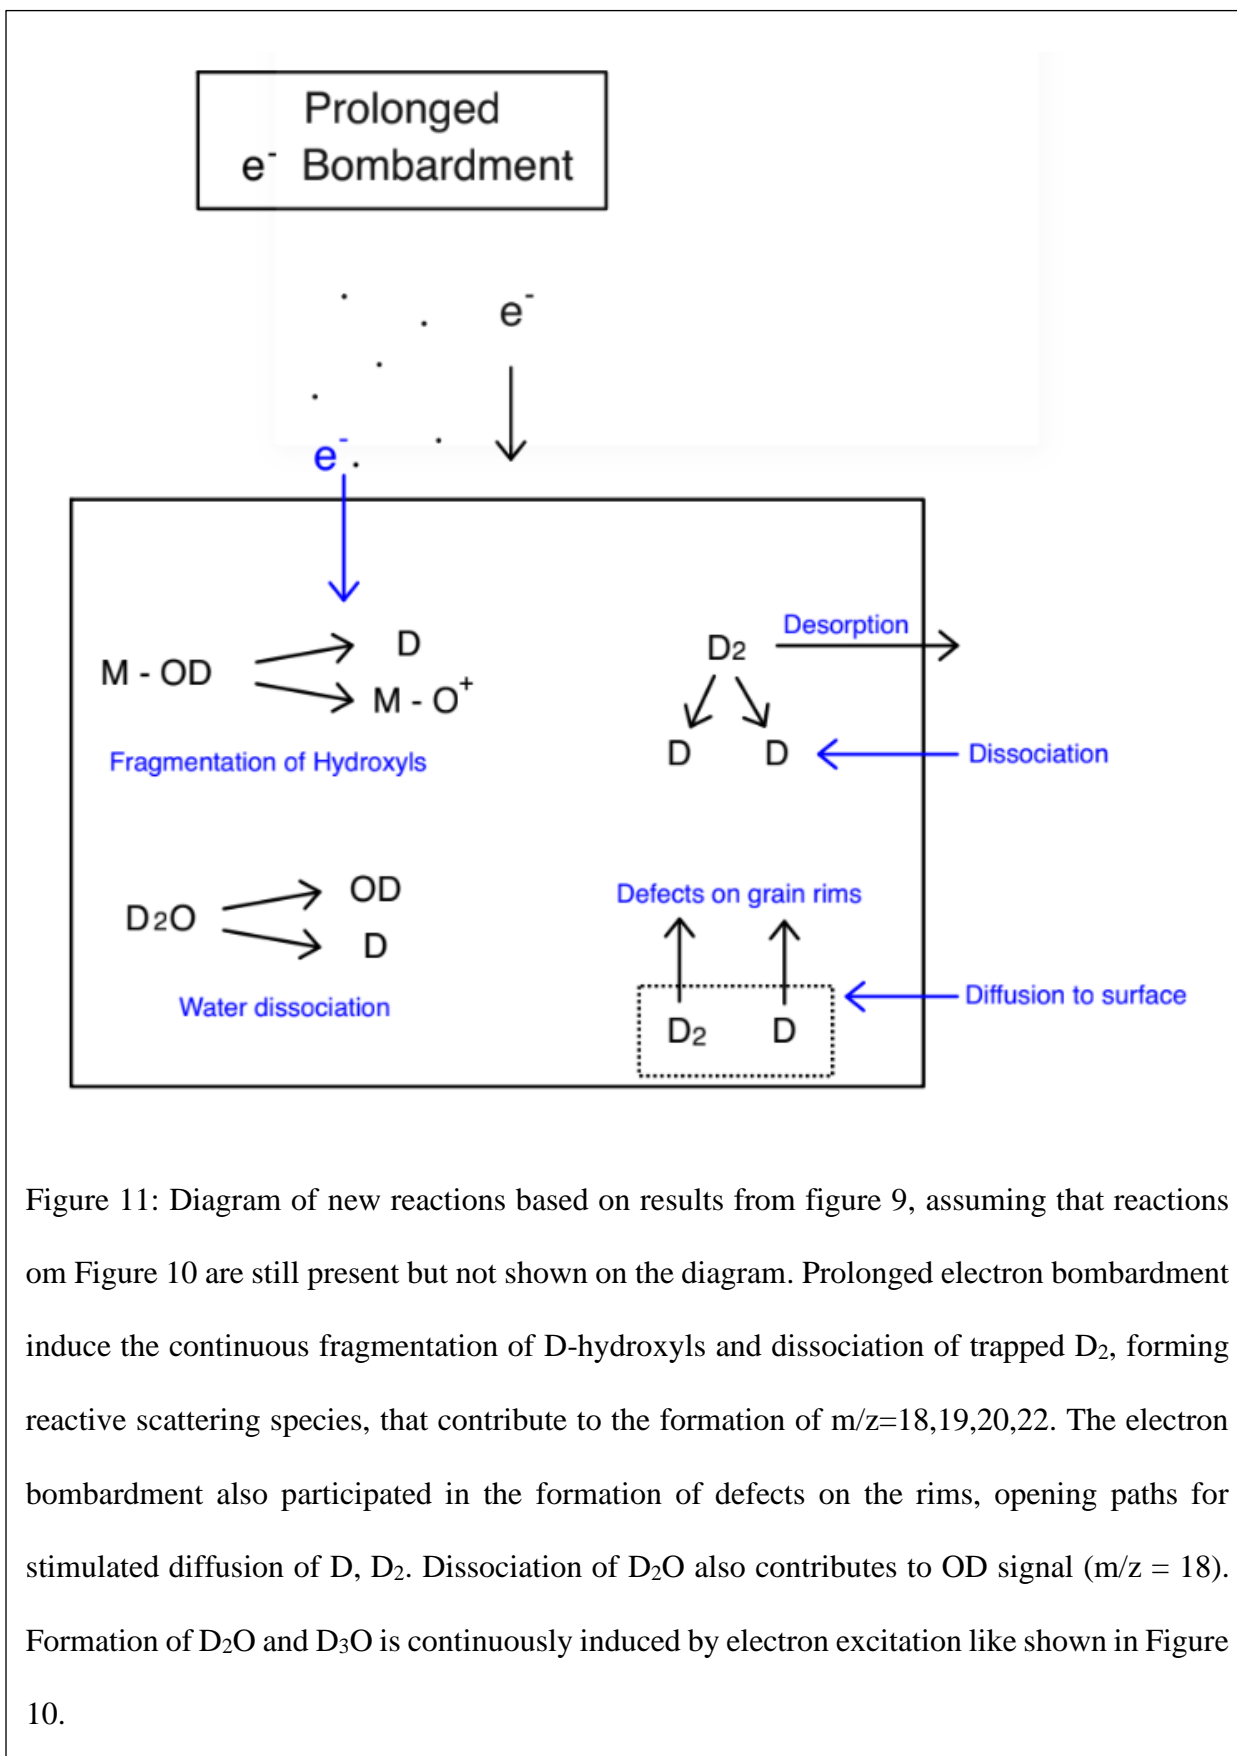 Prolonged
e⁻ Bombardment
e⁻
e⁻
M - OD
D
M - O⁺
Fragmentation of Hydroxyls
D₂
Desorption
D D
Dissociation
D₂O
OD
D
Water dissociation
Defects on grain rims
D₂ D
Diffusion to surface
Figure 11: Diagram of new reactions based on results from figure 9, assuming that reactions
om Figure 10 are still present but not shown on the diagram. Prolonged electron bombardment
induce the continuous fragmentation of D-hydroxyls and dissociation of trapped D₂, forming
reactive scattering species, that contribute to the formation of m/z=18,19,20,22. The electron
bombardment also participated in the formation of defects on the rims, opening paths for
stimulated diffusion of D, D₂. Dissociation of D₂O also contributes to OD signal (m/z = 18).
Formation of D₂O and D₃O is continuously induced by electron excitation like shown in Figure
10.